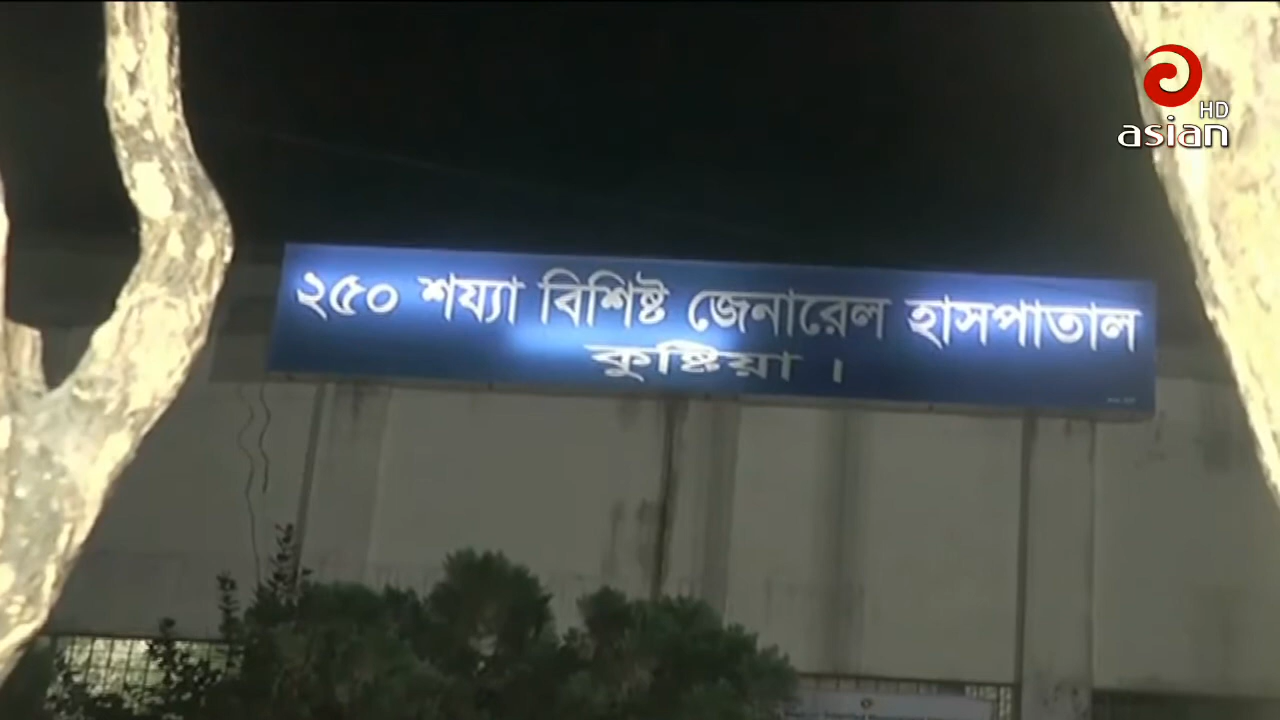 HD
asian
২৫০ শয্যা বিশিষ্ট জেনারেল হাসপাতাল
কুষ্টিয়া ।